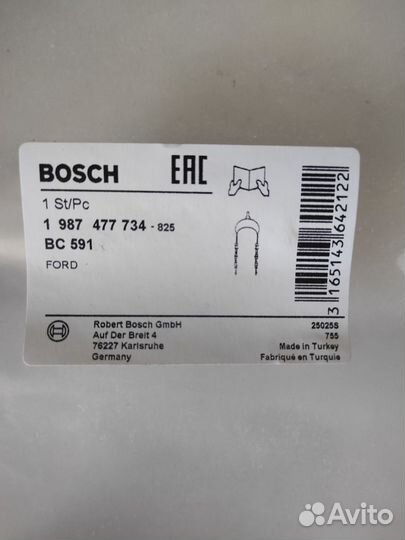 BOSCH
EAC
1 St/Pc
1 987 477 734 - 825
BC 591
FORD
3 165143 642122
Robert Bosch GmbH
Auf Der Breit 4
76227 Karlsruhe
Germany
25025S
755
Made in Turkey
Fabriqué en Turquie
Avito